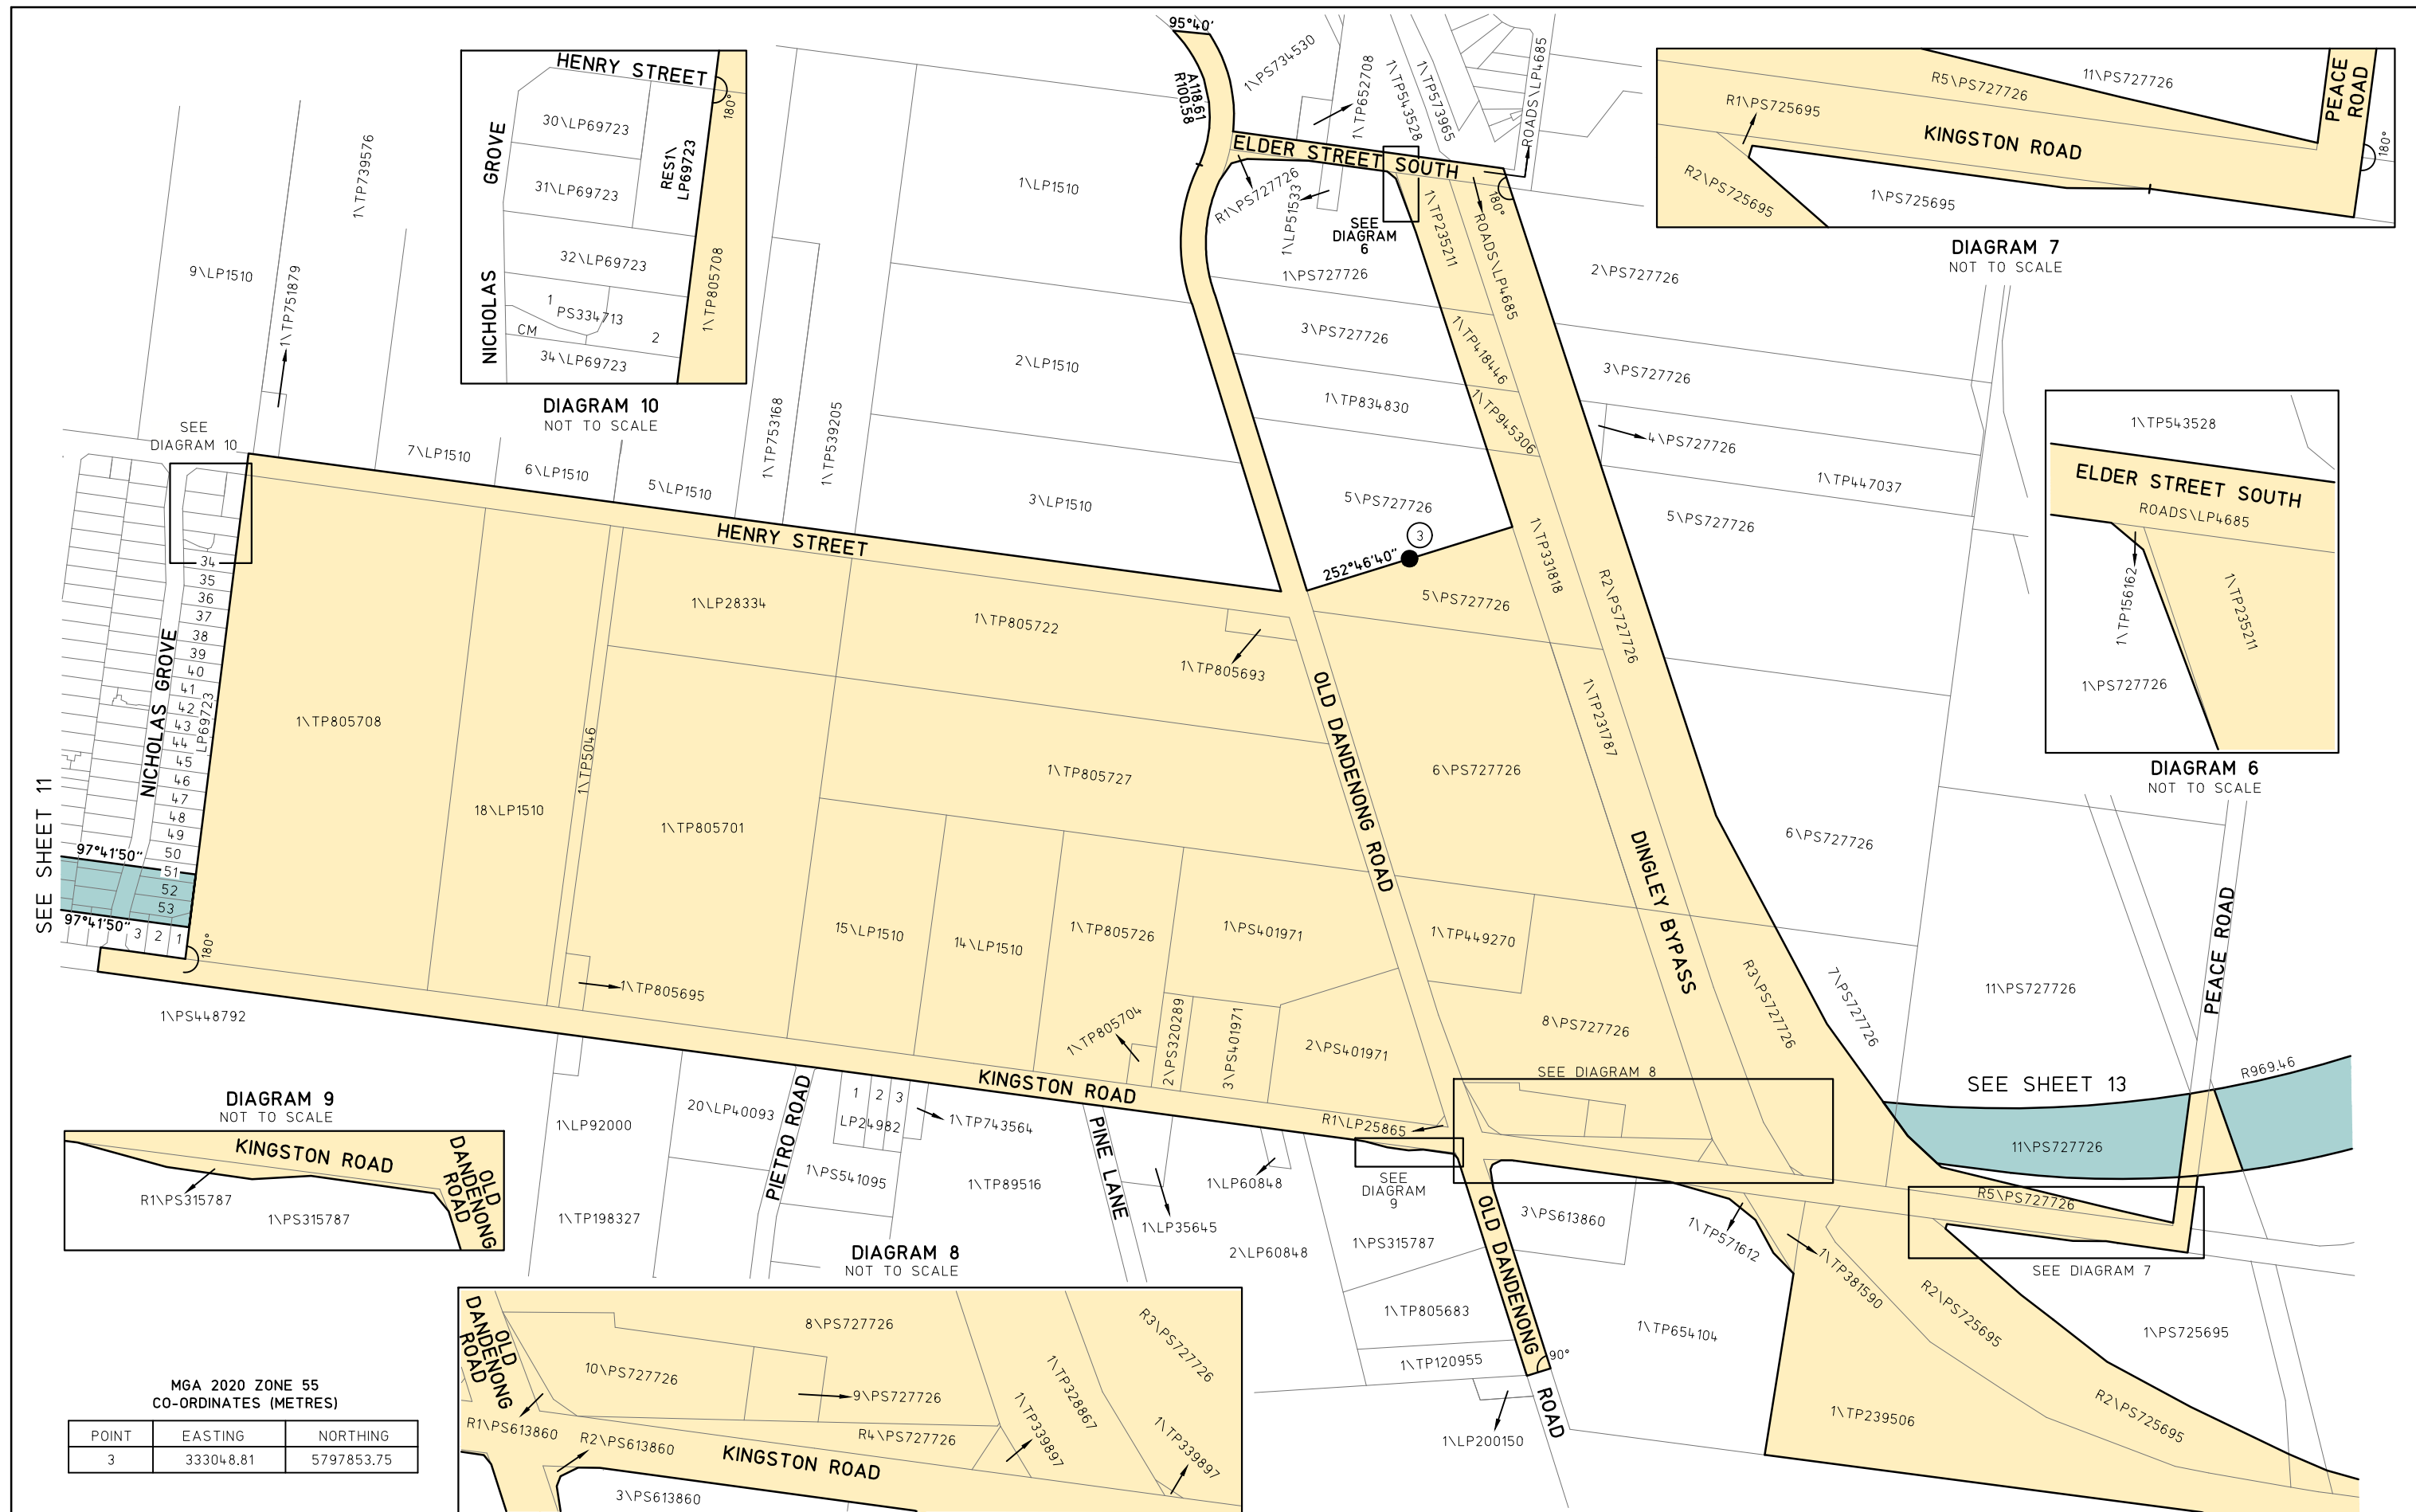 95°40'
A118.61
R100.58
1\PS734530
1\TP652708
1\TP543528
1\TP573965
ROADS\LP4685
ELDER STREET SOUTH
R1\PS727726
1\LP51533
SEE
DIAGRAM
6
180°
1\TP235211
ROADS\LP4685
HENRY STREET
180°
GROVE
NICHOLAS
30\LP69723
31\LP69723
RES1\
LP69723
32\LP69723
1
PS334713
CM
2
34\LP69723
1\TP805708
DIAGRAM 10
NOT TO SCALE
R5\PS727726
11\PS727726
PEACE
ROAD
R1\PS725695
KINGSTON ROAD
180°
R2\PS725695
1\PS725695
DIAGRAM 7
NOT TO SCALE
1\TP739576
9\LP1510
1\TP751879
SEE
DIAGRAM 10
7\LP1510
6\LP1510
5\LP1510
1\TP753168
1\TP539205
1\LP1510
2\LP1510
3\LP1510
1\PS727726
3\PS727726
1\TP834830
5\PS727726
3
252°46'40"
5\PS727726
1\TP418446
1\TP945306
1\TP331818
R2\PS727726
1\TP231787
2\PS727726
3\PS727726
4\PS727726
1\TP447037
5\PS727726
1\TP543528
ELDER STREET SOUTH
ROADS\LP4685
1\TP156162
1\TP235211
1\PS727726
DIAGRAM 6
NOT TO SCALE
HENRY STREET
34
35
36
37
38
39
40
41
42
43
44
45
46
47
48
49
50
51
52
53
LP69723
NICHOLAS GROVE
SEE SHEET 11
97°41'50"
97°41'50"
3
2
1
180°
1\TP805708
18\LP1510
1\TP5046
1\LP28334
1\TP805722
1\TP805693
1\TP805701
1\TP805727
15\LP1510
14\LP1510
1\TP805726
1\PS401971
1\TP805695
1\TP805704
2\PS320289
3\PS401971
2\PS401971
OLD DANDENONG ROAD
6\PS727726
DINGLEY BYPASS
1\TP449270
8\PS727726
R3\PS727726
6\PS727726
7\PS727726
11\PS727726
PEACE ROAD
SEE DIAGRAM 8
SEE SHEET 13
R969.46
11\PS727726
R5\PS727726
SEE DIAGRAM 7
1\PS448792
KINGSTON ROAD
R1\LP25865
SEE
DIAGRAM
9
DIAGRAM 9
NOT TO SCALE
KINGSTON ROAD
OLD
DANDENONG
ROAD
R1\PS315787
1\PS315787
1\LP92000
20\LP40093
PIETRO ROAD
1
2
3
LP24982
1\TP743564
1\PS541095
1\TP89516
1\TP198327
PINE LANE
1\LP35645
1\LP60848
2\LP60848
1\PS315787
1\TP805683
1\TP120955
1\LP200150
OLD DANDENONG
ROAD
90°
3\PS613860
1\TP571612
1\TP381590
1\TP654104
R2\PS725695
1\PS725695
1\TP239506
R2\PS725695
DIAGRAM 8
NOT TO SCALE
OLD
DANDENONG
ROAD
8\PS727726
R3\PS727726
10\PS727726
9\PS727726
1\TP328867
R1\PS613860
R2\PS613860
R4\PS727726
1\TP339897
1\TP339897
KINGSTON ROAD
3\PS613860
MGA 2020 ZONE 55
CO-ORDINATES (METRES)
POINT EASTING NORTHING
3 333048.81 5797853.75